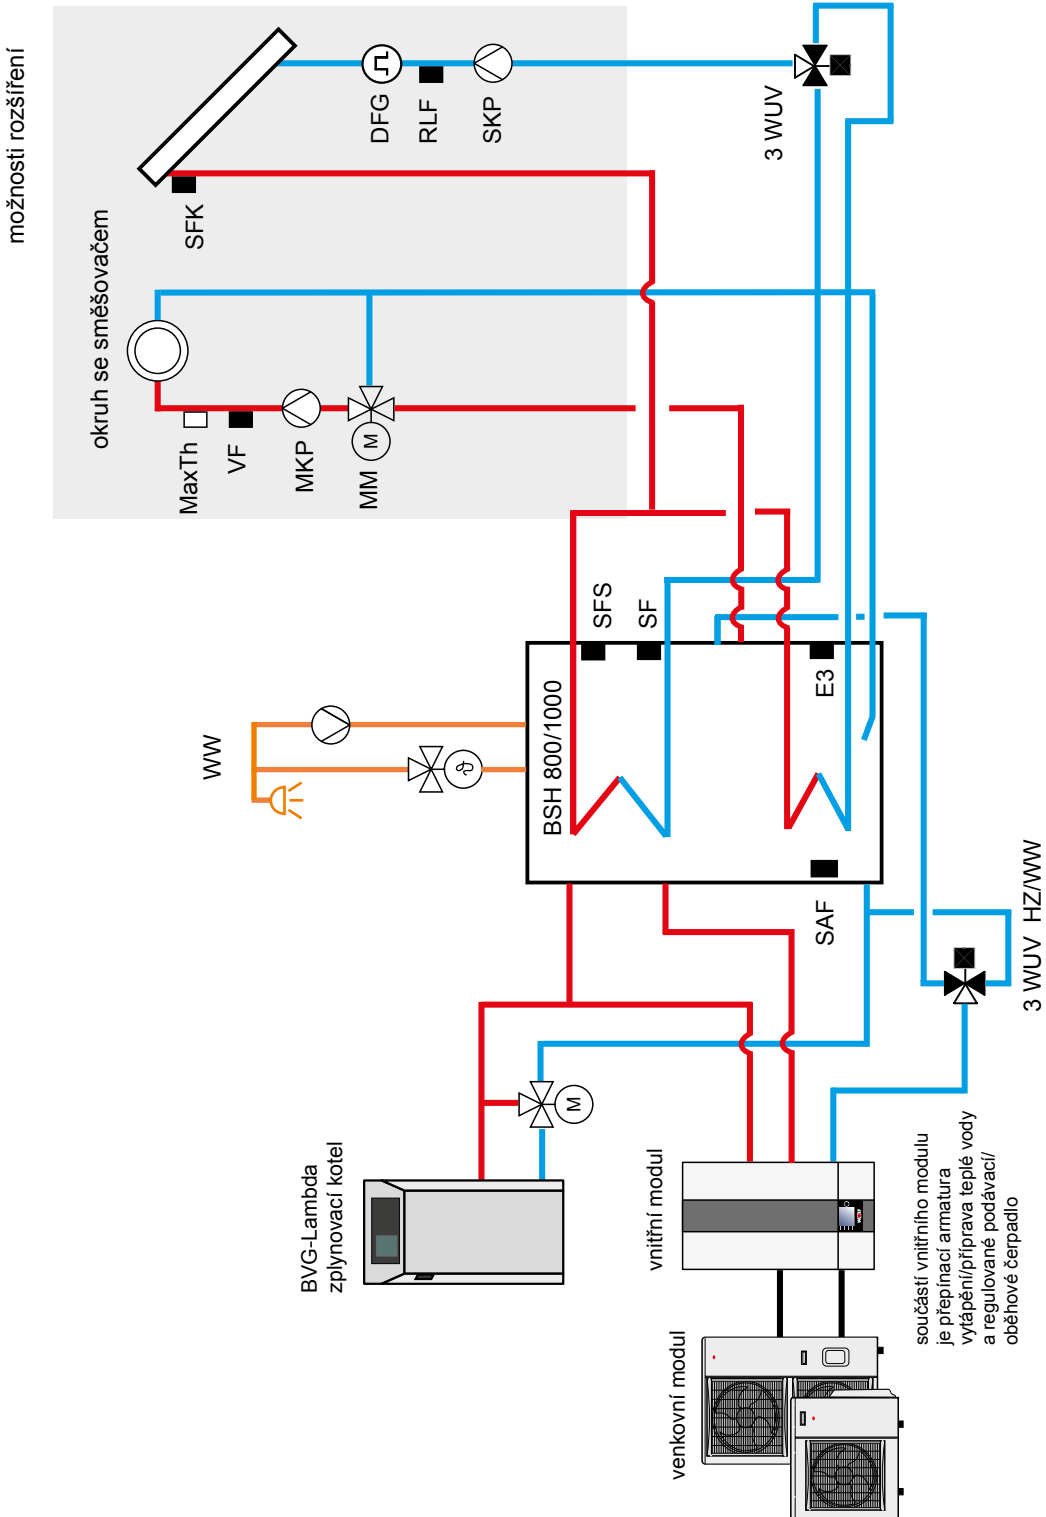 možnosti rozšíření
okruh se směšovačem
SFK
DFG
RLF
SKP
3 WUV
MaxTh
VF
MKP
MM
M
WW
ϑ
BSH 800/1000
SFS
SF
E3
SAF
3 WUV HZ/WW
M
BVG-Lambda
zplynovací kotel
vnitřní modul
venkovní modul
součástí vnitřního modulu
je přepínací armatura
vytápění/příprava teplé vody
a regulované podávací/
oběhové čerpadlo